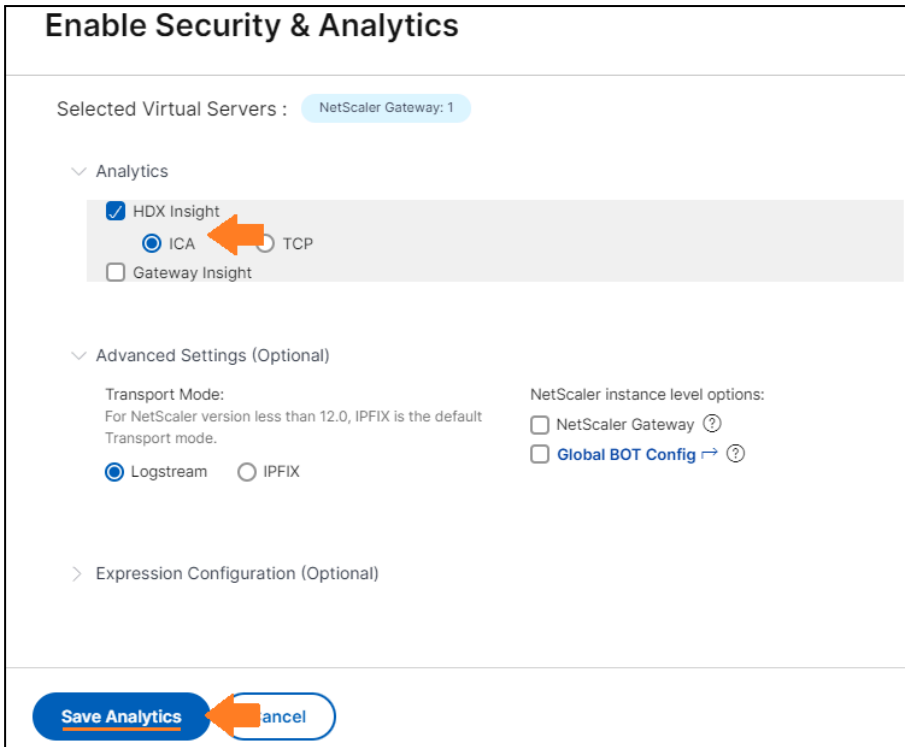 Enable Security & Analytics
Selected Virtual Servers : NetScaler Gateway: 1
Analytics
HDX Insight
ICA TCP
Gateway Insight
Advanced Settings (Optional)
Transport Mode:
For NetScaler version less than 12.0, IPFIX is the default
Transport mode.
Logstream IPFIX
NetScaler instance level options:
NetScaler Gateway ?
Global BOT Config ?
Expression Configuration (Optional)
Save Analytics ancel